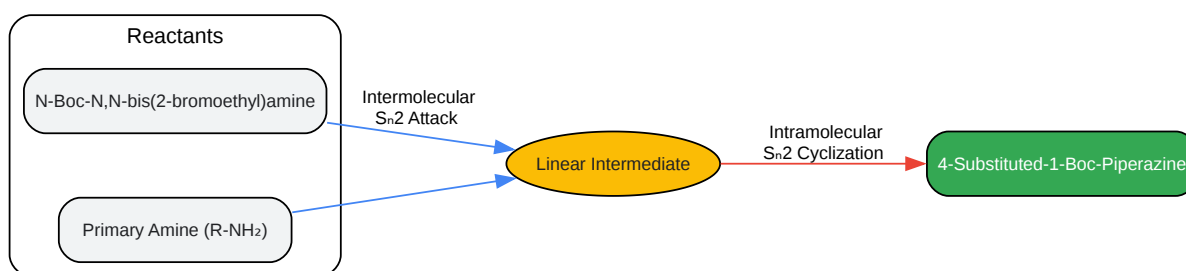 Reactants
N-Boc-N,N-bis(2-bromoethyl)amine
Primary Amine (R-NH₂)
Intermolecular
Sₙ2 Attack
Linear Intermediate
Intramolecular
Sₙ2 Cyclization
4-Substituted-1-Boc-Piperazine